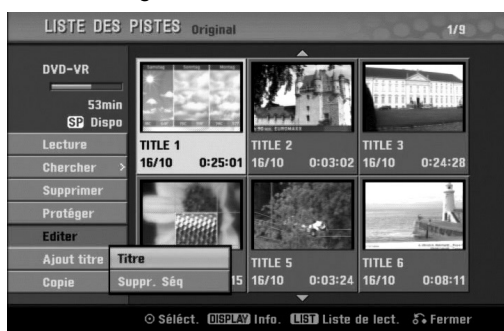 LISTE DES PISTES Original 1/9
DVD-VR
53min
SP Dispo
Lecture
Chercher >
Supprimer
Protéger
Editer
Ajout titre
Copie
Titre
Suppr. Séq
TITLE 1
16/10 0:25:01
TITLE 2
16/10 0:03:02
TITLE 3
16/10 0:24:28
15
TITLE 5
16/10 0:03:24
TITLE 6
16/10 0:08:11
Séléct. DISPLAY Info. LIST Liste de lect. Fermer